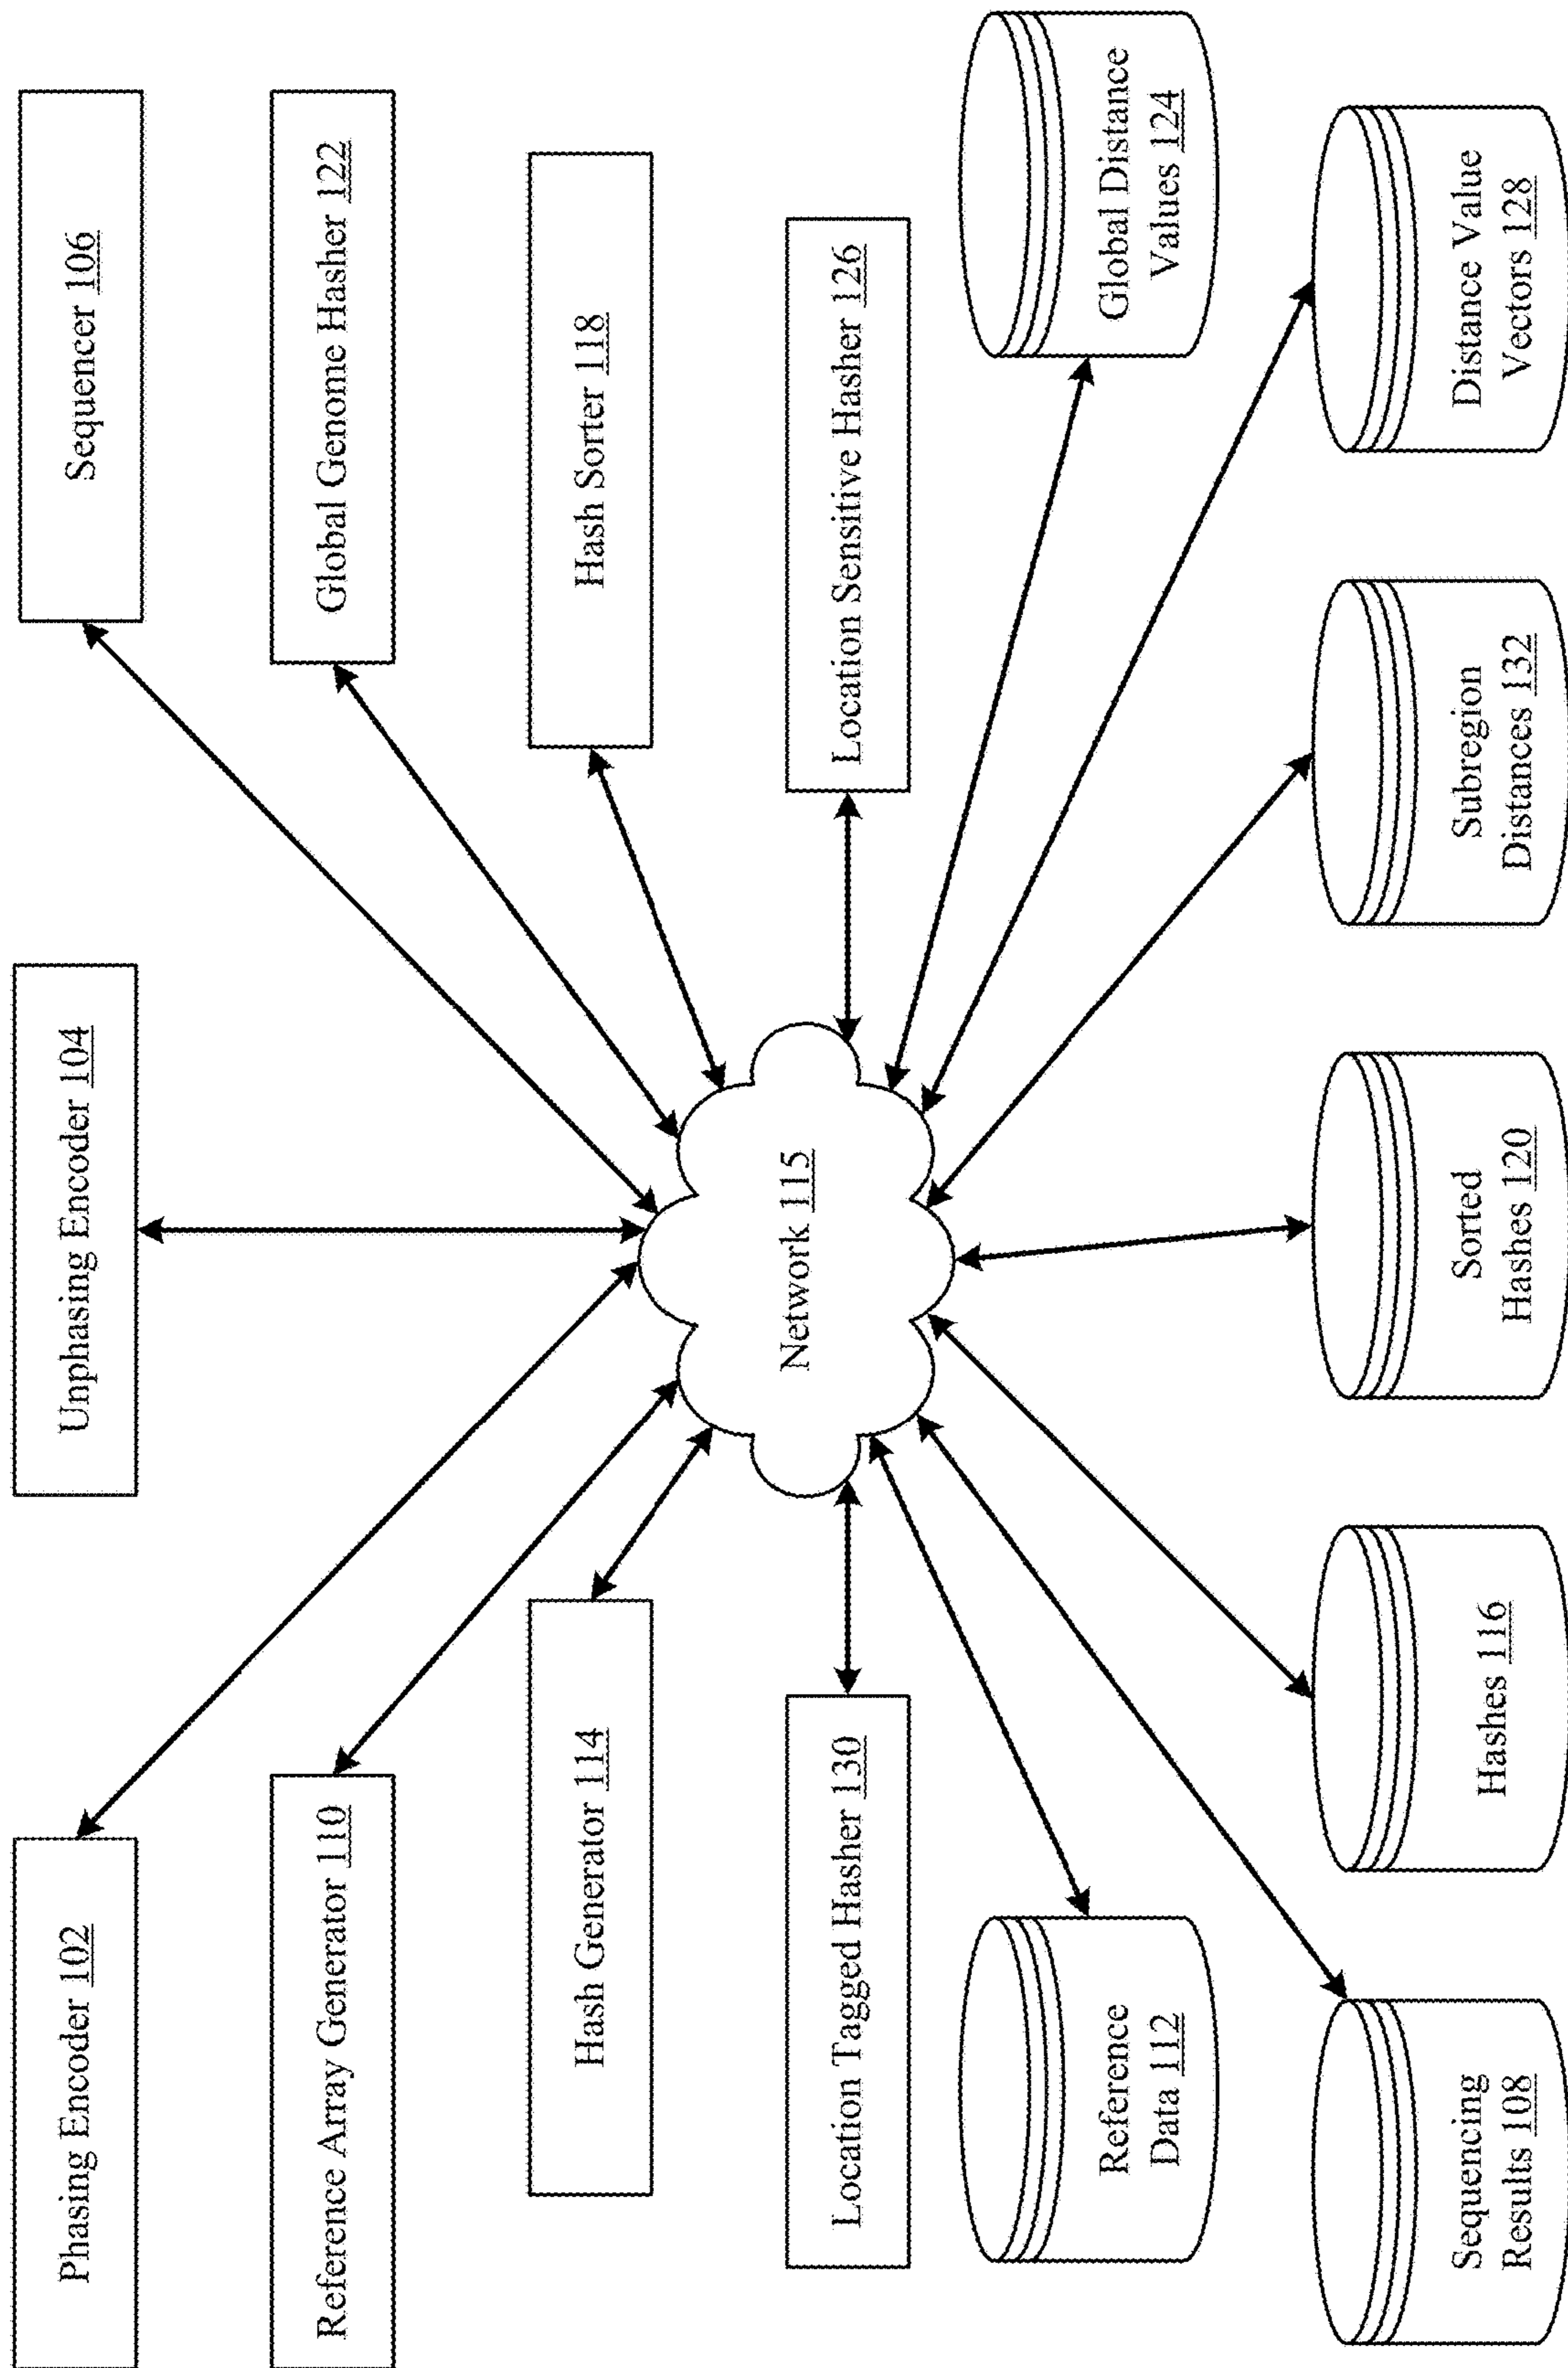 Phasing Encoder 102
Unphasing Encoder 104
Sequencer 106
Reference Array Generator 110
Global Genome Hasher 122
Hash Generator 114
Hash Sorter 118
Network 115
Location Tagged Hasher 130
Location Sensitive Hasher 126
Reference
Data 112
Global Distance
Values 124
Sequencing
Results 108
Hashes 116
Sorted
Hashes 120
Subregion
Distances 132
Distance Value
Vectors 128